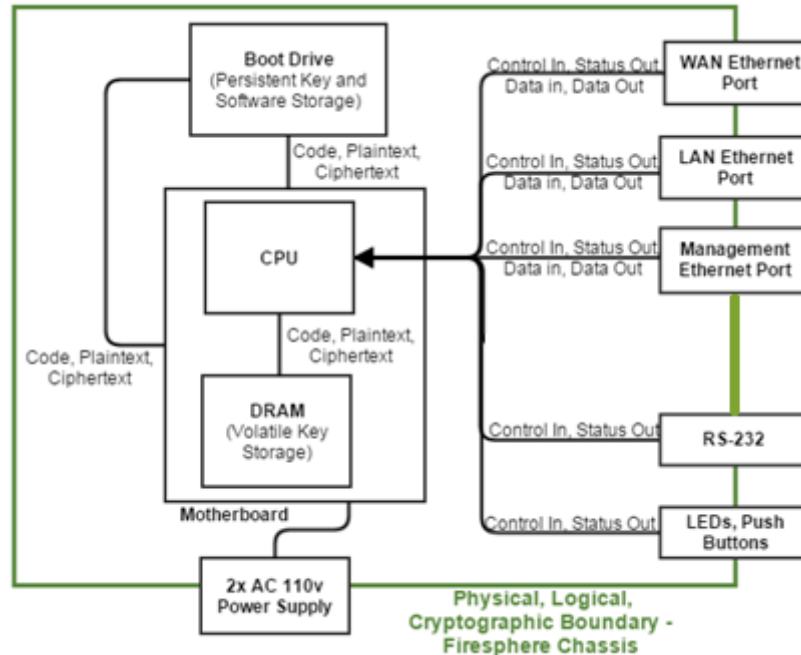 Boot Drive
(Persistent Key and
Software Storage)
Code, Plaintext,
Ciphertext
CPU
Code, Plaintext,
Ciphertext
DRAM
(Volatile Key
Storage)
Motherboard
Code, Plaintext,
Ciphertext
2x AC 110v
Power Supply
Control In, Status Out
Data in, Data Out
WAN Ethernet
Port
Control In, Status Out
Data in, Data Out
LAN Ethernet
Port
Control In, Status Out
Data in, Data Out
Management
Ethernet Port
Control In, Status Out
RS-232
Control In, Status Out
LEDs, Push
Buttons
Physical, Logical,
Cryptographic Boundary -
Firesphere Chassis